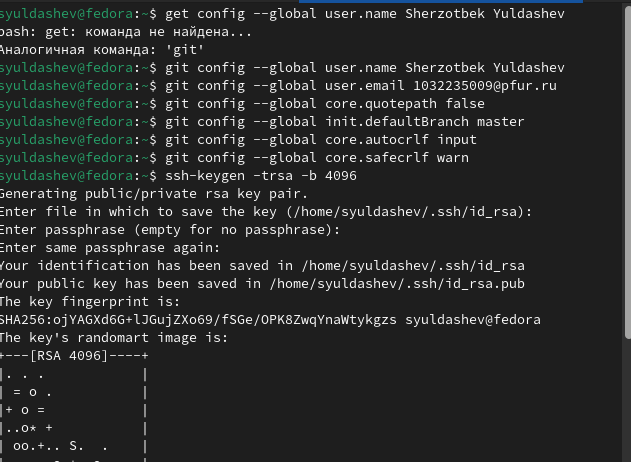 syuldashev@fedora:~$ get config --global user.name Sherzotbek Yuldashev
bash: get: команда не найдена...
Аналогичная команда: 'git'
syuldashev@fedora:~$ git config --global user.name Sherzotbek Yuldashev
syuldashev@fedora:~$ git config --global user.email 1032235009@pfur.ru
syuldashev@fedora:~$ git config --global core.quotepath false
syuldashev@fedora:~$ git config --global init.defaultBranch master
syuldashev@fedora:~$ git config --global core.autocrlf input
syuldashev@fedora:~$ git config --global core.safecrlf warn
syuldashev@fedora:~$ ssh-keygen -trsa -b 4096
Generating public/private rsa key pair.
Enter file in which to save the key (/home/syuldashev/.ssh/id_rsa):
Enter passphrase (empty for no passphrase):
Enter same passphrase again:
Your identification has been saved in /home/syuldashev/.ssh/id_rsa
Your public key has been saved in /home/syuldashev/.ssh/id_rsa.pub
The key fingerprint is:
SHA256:ojYAGXd6G+lJGujZXo69/fSGe/OPK8ZwqYnaWtykgzs syuldashev@fedora
The key's randomart image is:
+---[RSA 4096]----+
|. . .            |
| = o .           |
|+ o =            |
|..o* +           |
| oo.+.. S.  .    |